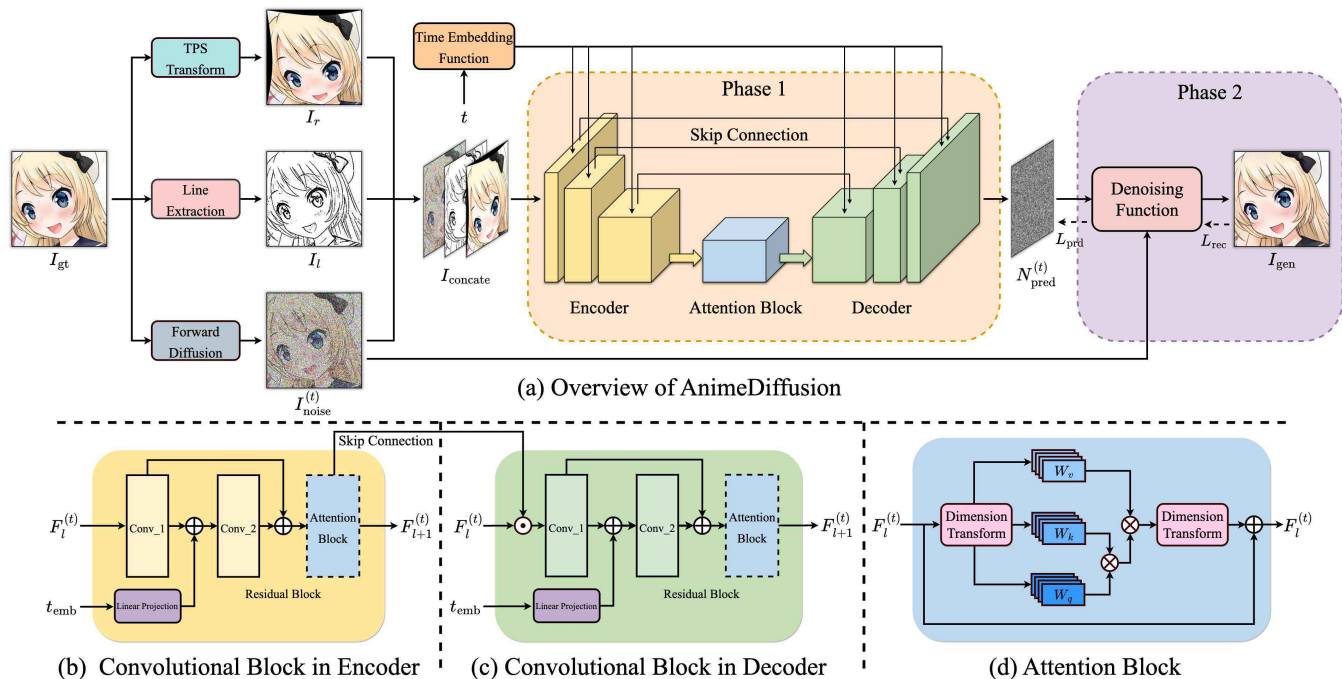 TPS
Transform
I_r
Time Embedding
Function
t
Phase 1
Phase 2
Skip Connection
I_gt
Line
Extraction
I_l
I_concate
Encoder
Attention Block
Decoder
N_pred^(t)
L_prd
Denoising
Function
L_rec
I_gen
Forward
Diffusion
I_noise^(t)
(a) Overview of AnimeDiffusion
Skip Connection
F_l^(t)
Conv_1
Conv_2
Attention
Block
F_{l+1}^(t)
Residual Block
t_emb
Linear Projection
(b) Convolutional Block in Encoder
F_l^(t)
Conv_1
Conv_2
Attention
Block
F_{l+1}^(t)
Residual Block
t_emb
Linear Projection
(c) Convolutional Block in Decoder
F_l^(t)
Dimension
Transform
W_v
W_k
W_q
Dimension
Transform
F_l^(t)
(d) Attention Block